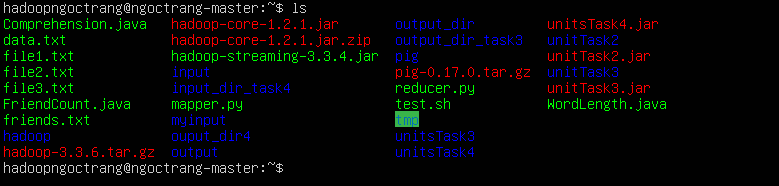 hadoopngoctrang@ngoctrang-master:~$ ls
Comprehension.java hadoop-core-1.2.1.jar output_dir unitsTask4.jar
data.txt hadoop-core-1.2.1.jar.zip output_dir_task3 unitTask2
file1.txt hadoop-streaming-3.3.4.jar pig unitTask2.jar
file2.txt input pig-0.17.0.tar.gz unitTask3
file3.txt input_dir_task4 reducer.py unitTask3.jar
FriendCount.java mapper.py test.sh WordLength.java
friends.txt myinput tmp
hadoop ouput_dir4 unitsTask3
hadoop-3.3.6.tar.gz output unitsTask4
hadoopngoctrang@ngoctrang-master:~$